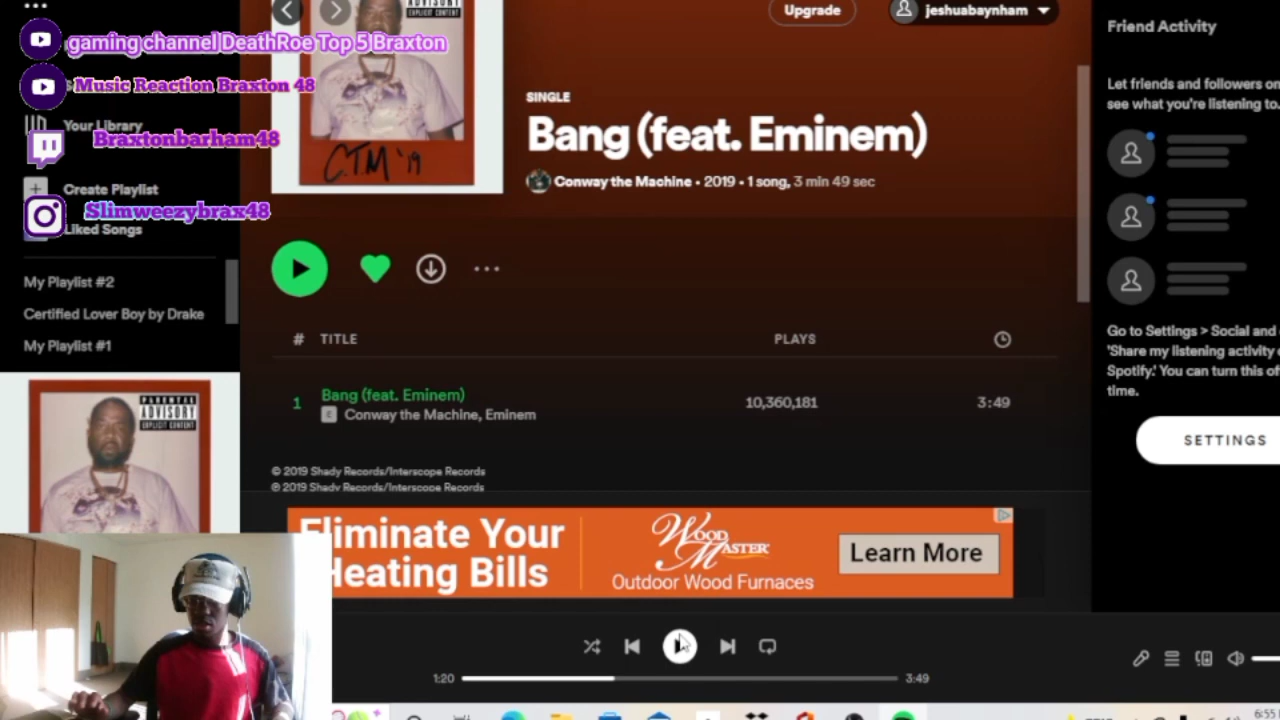 gaming channel DeathRoe Top 5 Braxton
Music Reaction Braxton 48
Your Library
Braxtonbarham48
Create Playlist
Slimweezybrax48
Liked Songs
My Playlist #2
Certified Lover Boy by Drake
My Playlist #1
PARENTAL
ADVISORY
EXPLICIT CONTENT
ADVISORY
EXPLICIT CONTENT
CTM '19
Upgrade
jeshuabaynham
SINGLE
Bang (feat. Eminem)
Conway the Machine • 2019 • 1 song, 3 min 49 sec
# TITLE PLAYS
1 Bang (feat. Eminem) 10,360,181 3:49
E Conway the Machine, Eminem
© 2019 Shady Records/Interscope Records
℗ 2019 Shady Records/Interscope Records
Eliminate Your
Heating Bills
WOOD
MASTER
Outdoor Wood Furnaces
Learn More
1:20 3:49
Friend Activity
Let friends and followers on
see what you're listening to.
Go to Settings > Social and
'Share my listening activity
Spotify.' You can turn this off
time.
SETTINGS
6:55